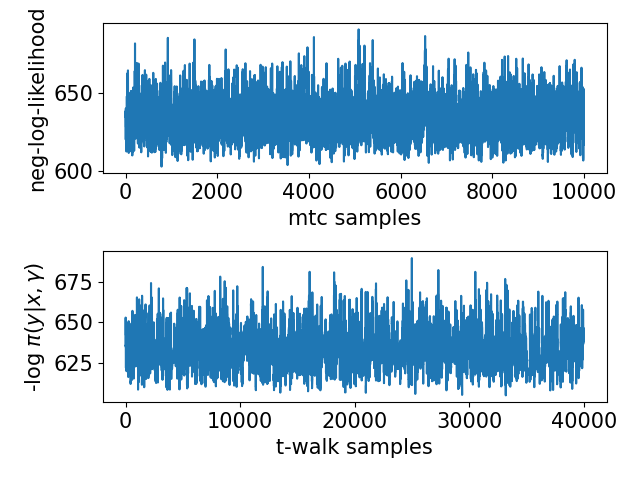 neg-log-likelihood
650
600
0 2000 4000 6000 8000 10000
mtc samples
-log π(y|x, γ)
675
650
625
0 10000 20000 30000 40000
t-walk samples